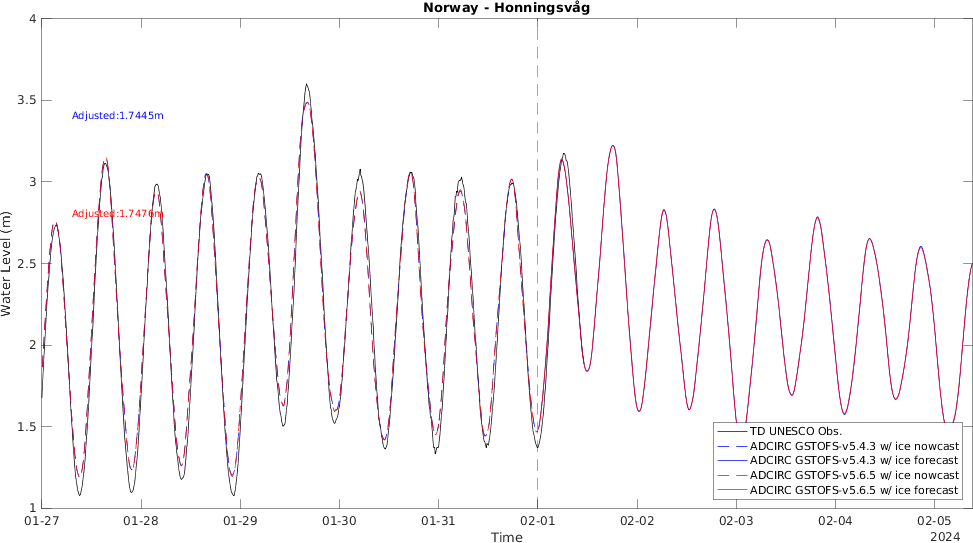 Norway - Honningsvåg
4
3.5
3
2.5
2
1.5
1
Water Level (m)
Adjusted:1.7445m
Adjusted:1.7476m
TD UNESCO Obs.
ADCIRC GSTOFS-v5.4.3 w/ ice nowcast
ADCIRC GSTOFS-v5.4.3 w/ ice forecast
ADCIRC GSTOFS-v5.6.5 w/ ice nowcast
ADCIRC GSTOFS-v5.6.5 w/ ice forecast
01-27 01-28 01-29 01-30 01-31 02-01 02-02 02-03 02-04 02-05
Time
2024